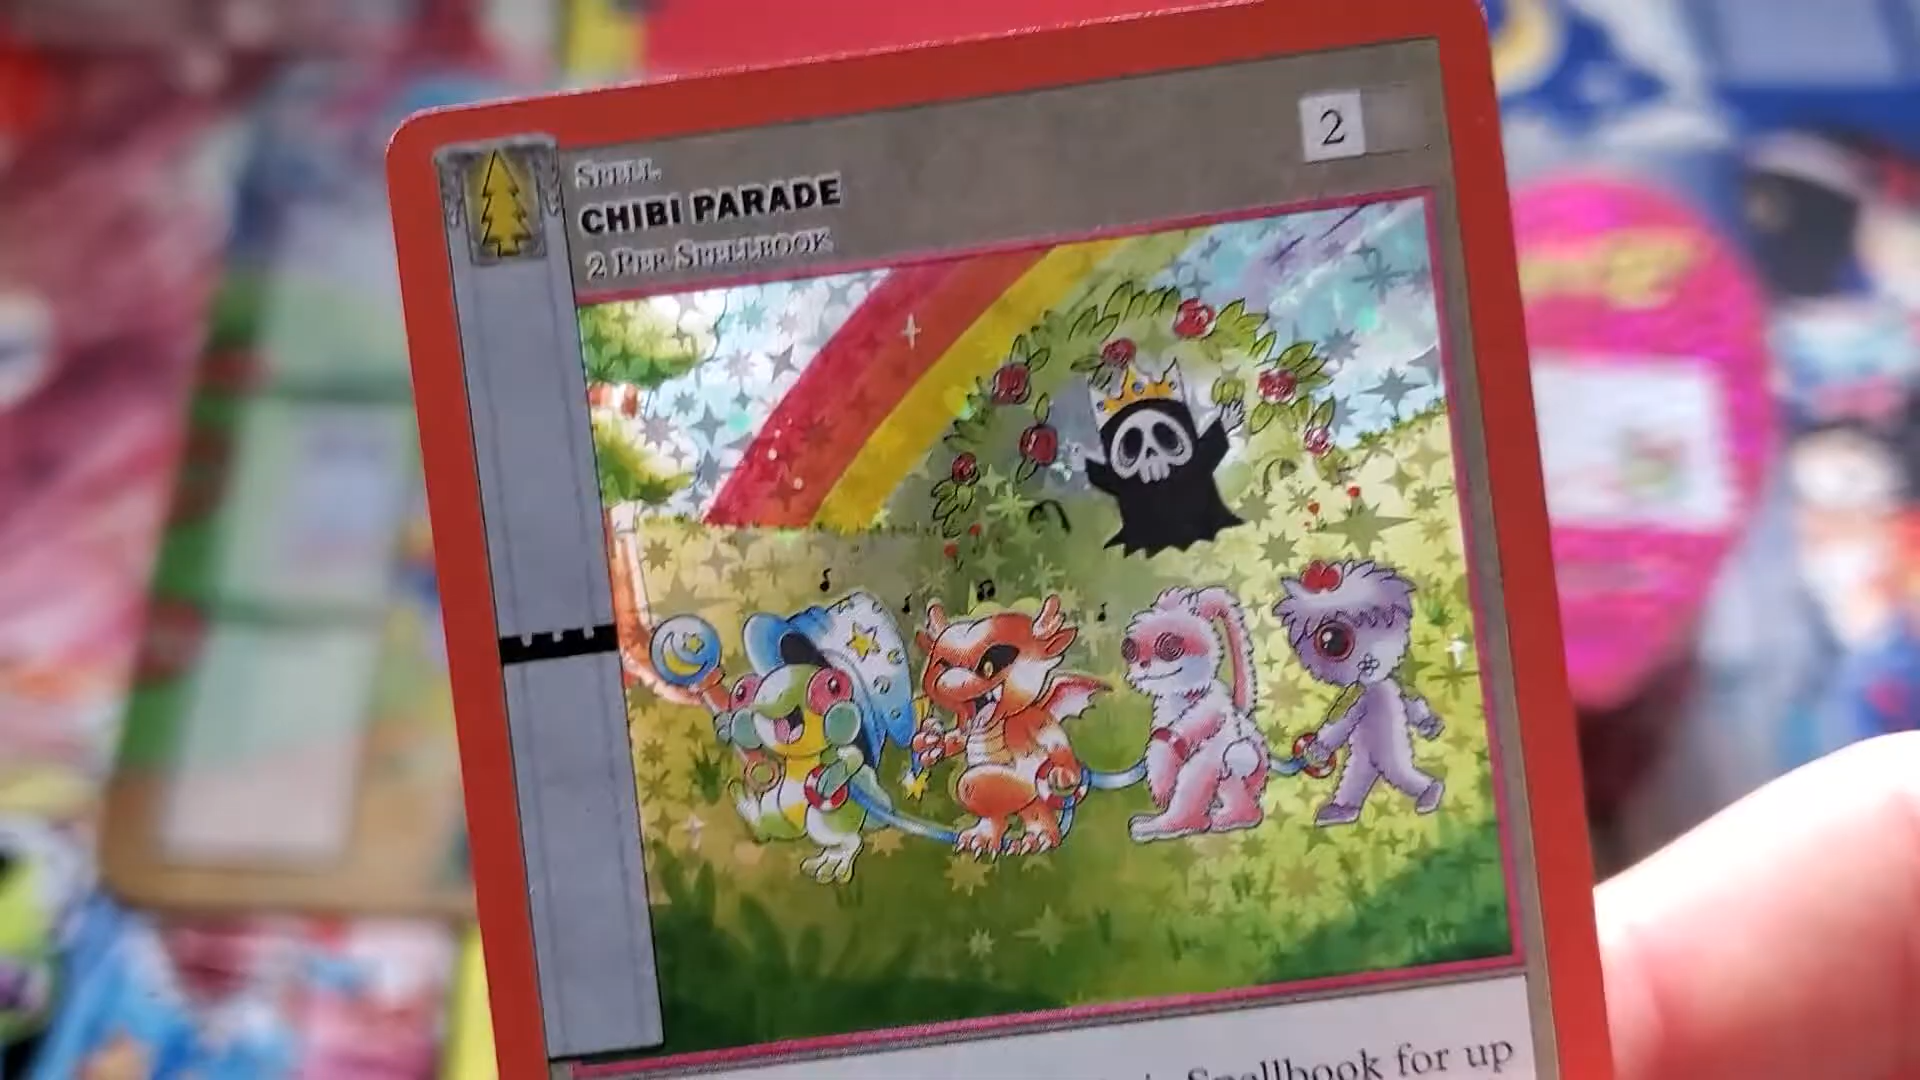 2
SPELL
CHIBI PARADE
2 PER SPELLBOOK
Spellbook for up